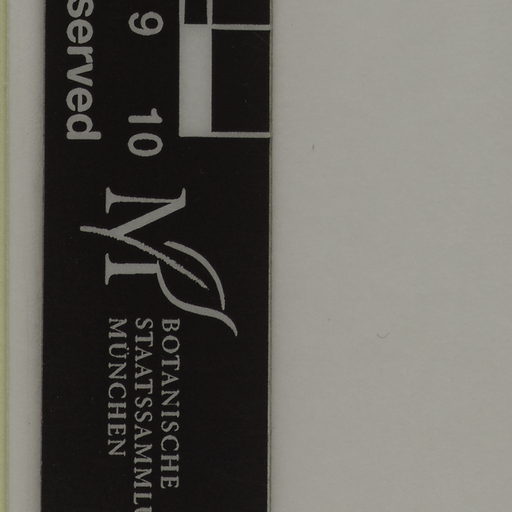 served
9 10
BOTANISCHE
STAATSSAMMLU
MÜNCHEN